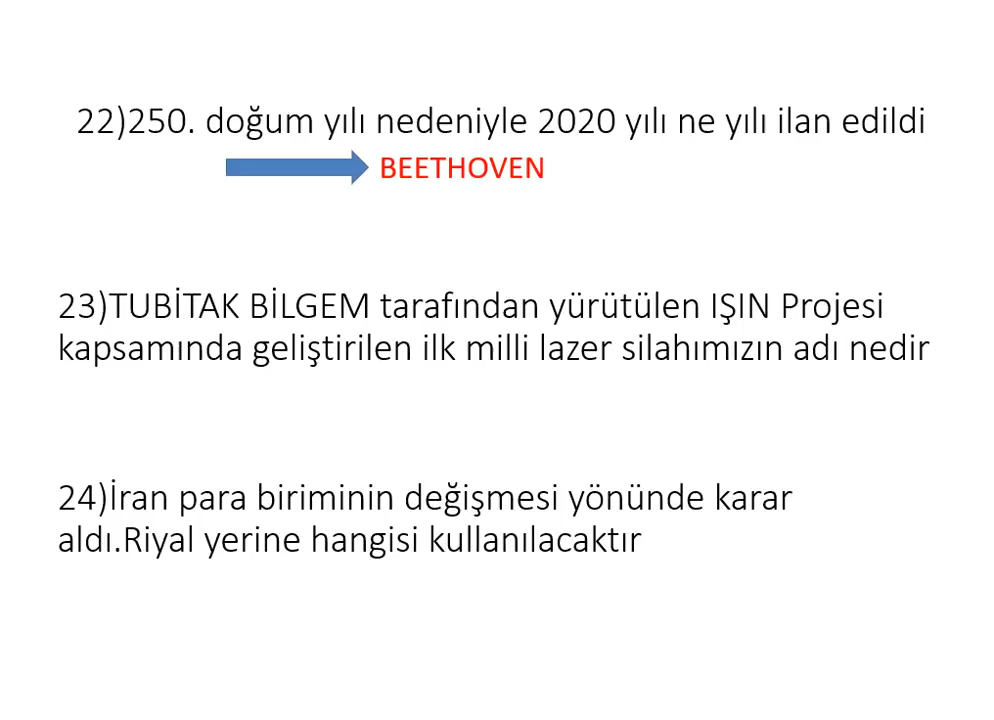 22)250. doğum yılı nedeniyle 2020 yılı ne yılı ilan edildi
BEETHOVEN
23)TUBİTAK BİLGEM tarafından yürütülen IŞIN Projesi
kapsamında geliştirilen ilk milli lazer silahımızın adı nedir
24)İran para biriminin değişmesi yönünde karar
aldı.Riyal yerine hangisi kullanılacaktır